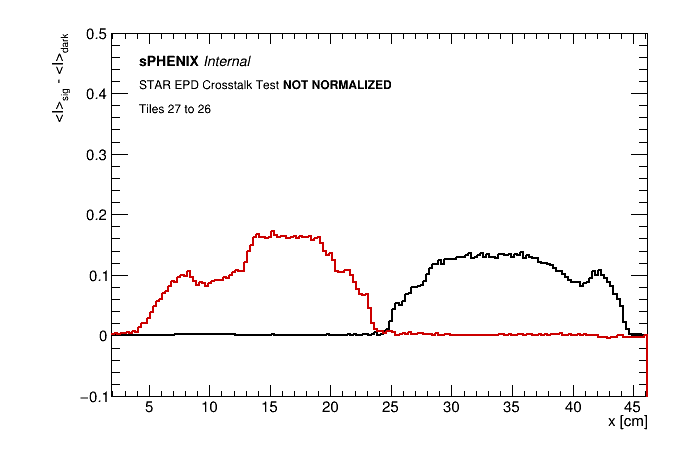 0.5
0.4
0.3
0.2
0.1
0
−0.1
<I>sig - <I>dark
sPHENIX Internal
STAR EPD Crosstalk Test NOT NORMALIZED
Tiles 27 to 26
5 10 15 20 25 30 35 40 45
x [cm]